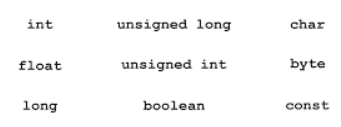 int unsigned long char
float unsigned int byte
long boolean const